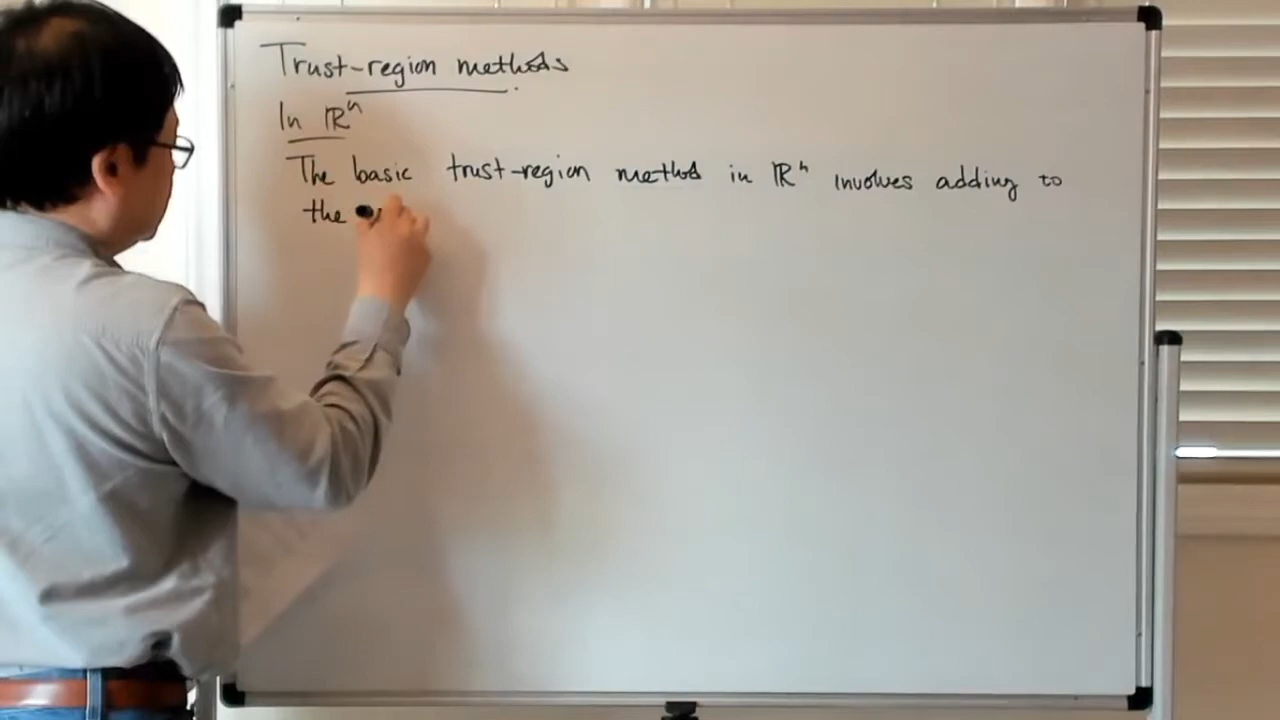 Trust-region methods
In ℝⁿ
The basic trust-region method in ℝⁿ involves adding to
the